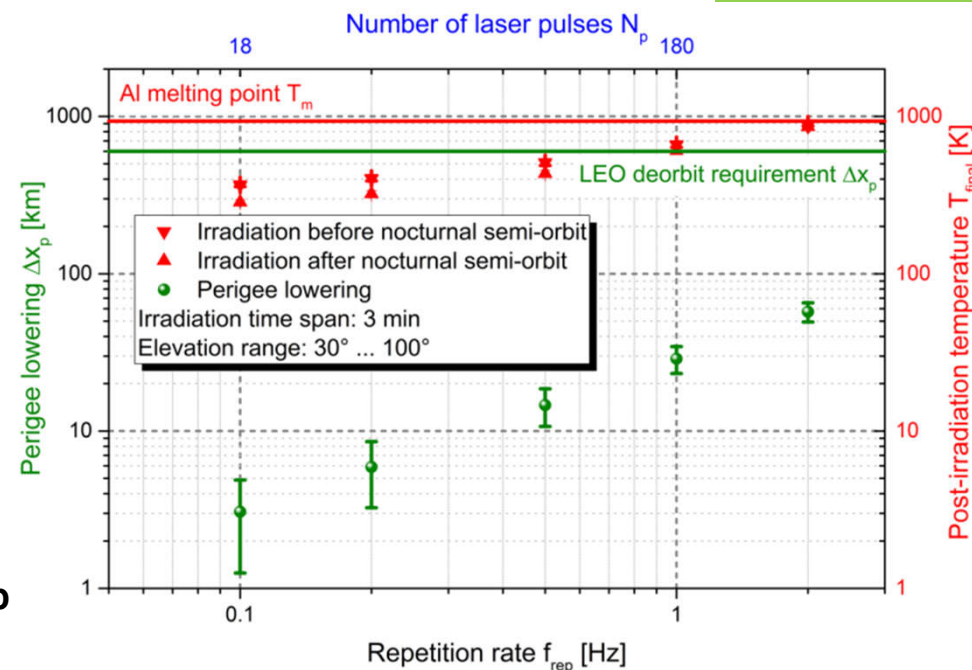 Number of laser pulses Nₚ
18 180
Al melting point Tₘ
1000 1000
LEO deorbit requirement Δxₚ
Irradiation before nocturnal semi-orbit
Irradiation after nocturnal semi-orbit
Perigee lowering
Irradiation time span: 3 min
Elevation range: 30° ... 100°
100 100
10 10
1 1
0.1 1
Repetition rate f_rep [Hz]
Perigee lowering Δxₚ [km]
Post-irradiation temperature T_final [K]